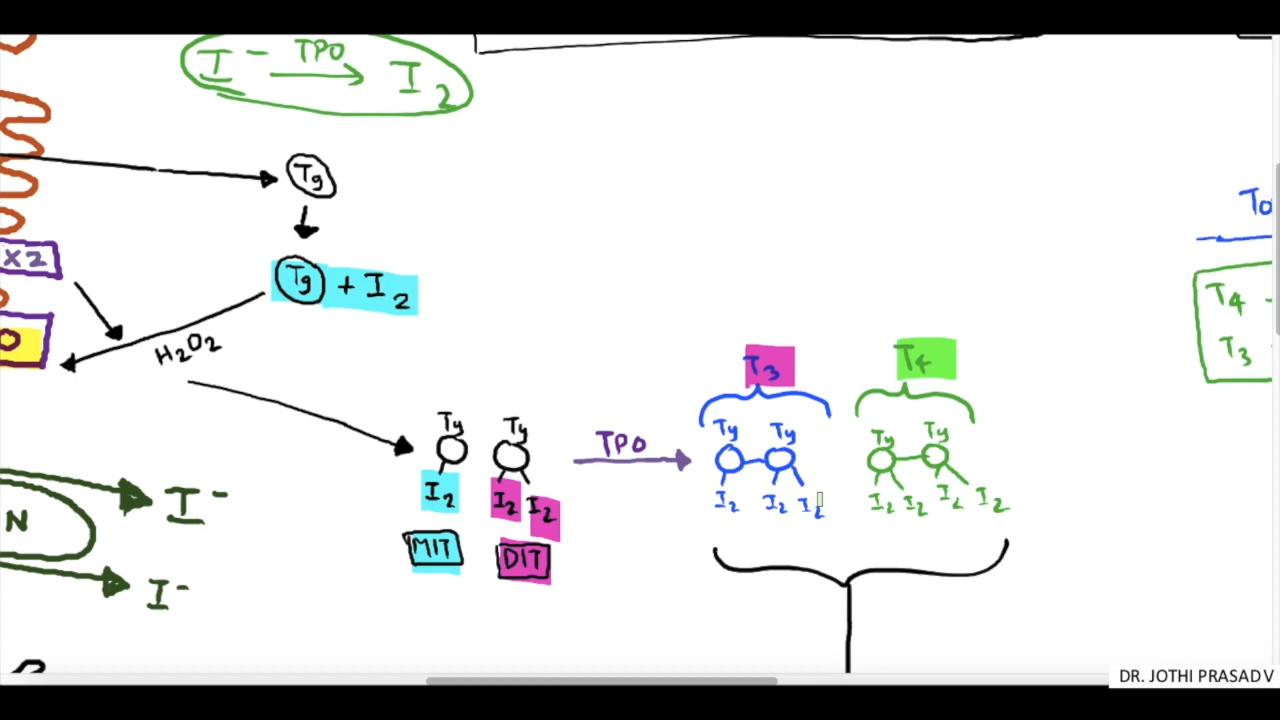 I⁻ TPO → I₂
Tg
Tg + I₂
X2
O
H₂O₂
To
T4 -
T3
T3
T4
Ty Ty
TPO
Ty Ty
Ty Ty
I₂
I₂ I₂
I₂ I₂ I₂
I₂ I₂ I₂ I₂
MIT
DIT
N
I⁻
I⁻
DR. JOTHI PRASAD V